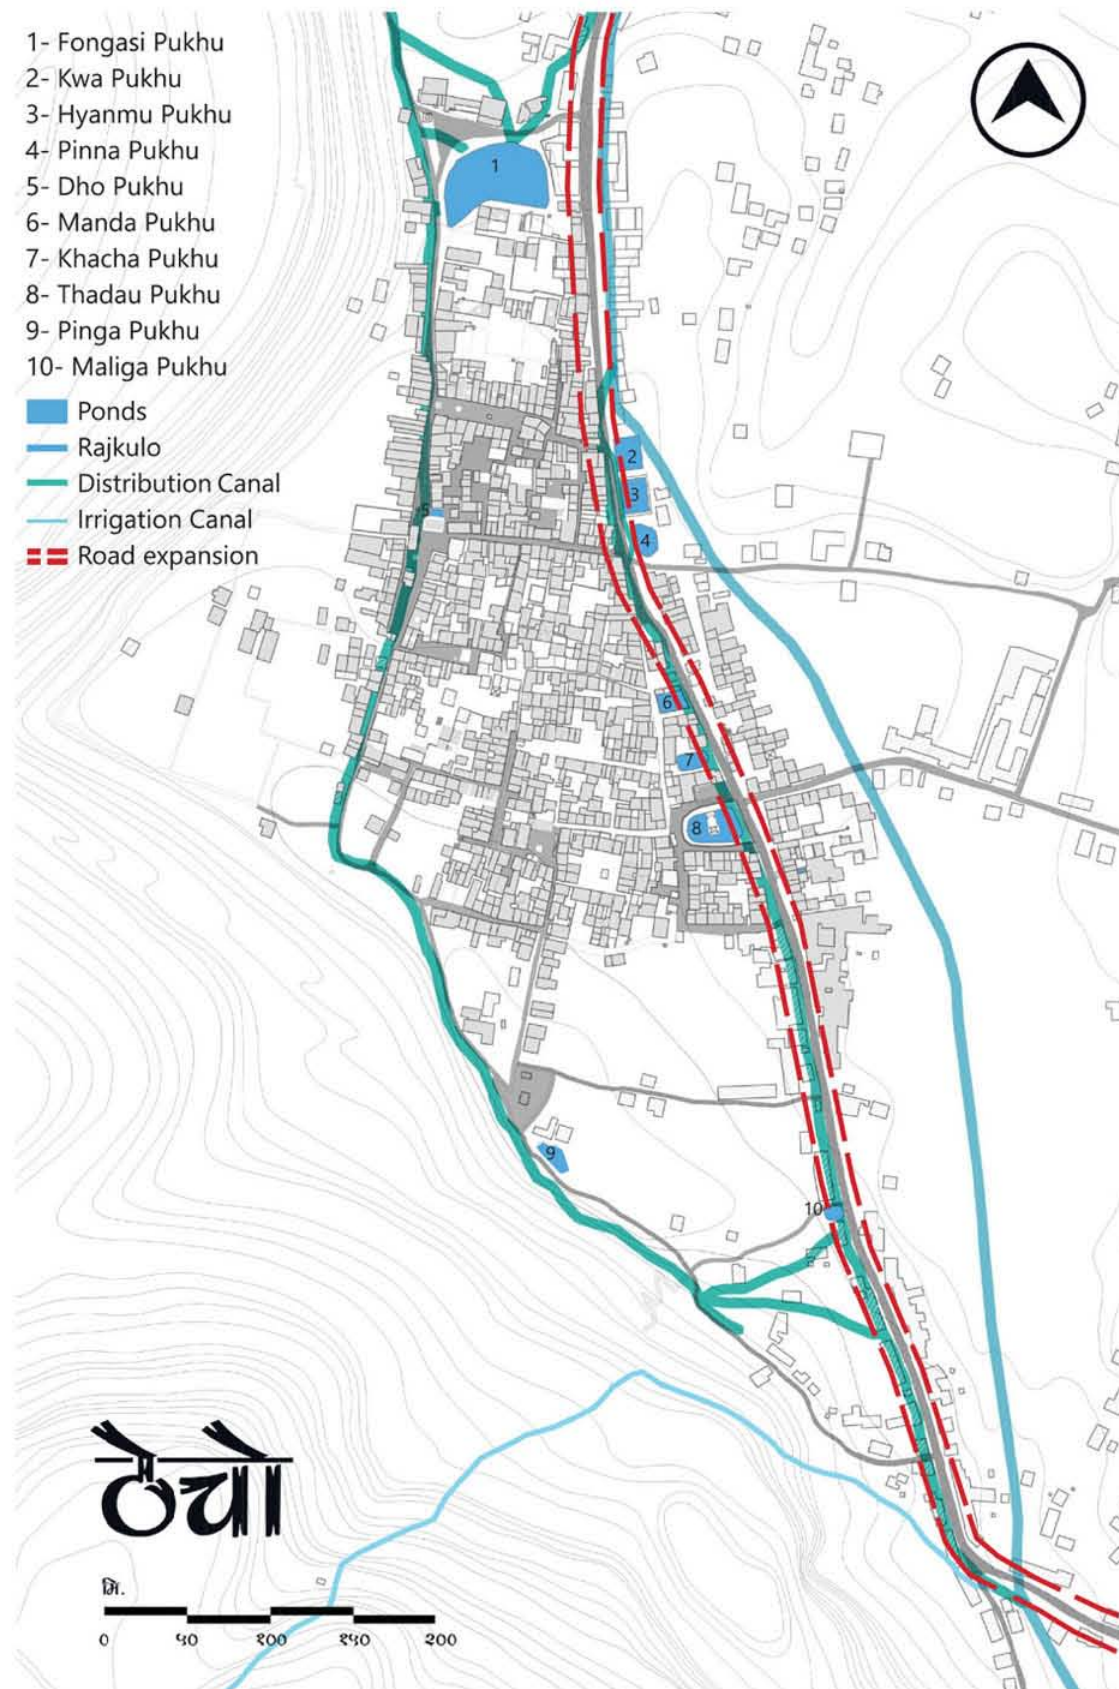 1- Fongasi Pukhu
2- Kwa Pukhu
3- Hyanmu Pukhu
4- Pinna Pukhu
5- Dho Pukhu
6- Manda Pukhu
7- Khacha Pukhu
8- Thadau Pukhu
9- Pinga Pukhu
10- Maliga Pukhu
Ponds
Rajkulo
Distribution Canal
Irrigation Canal
Road expansion
1
2
3
5
4
6
7
8
9
10
ठैचो
मि.
० ५० १०० १५० २००